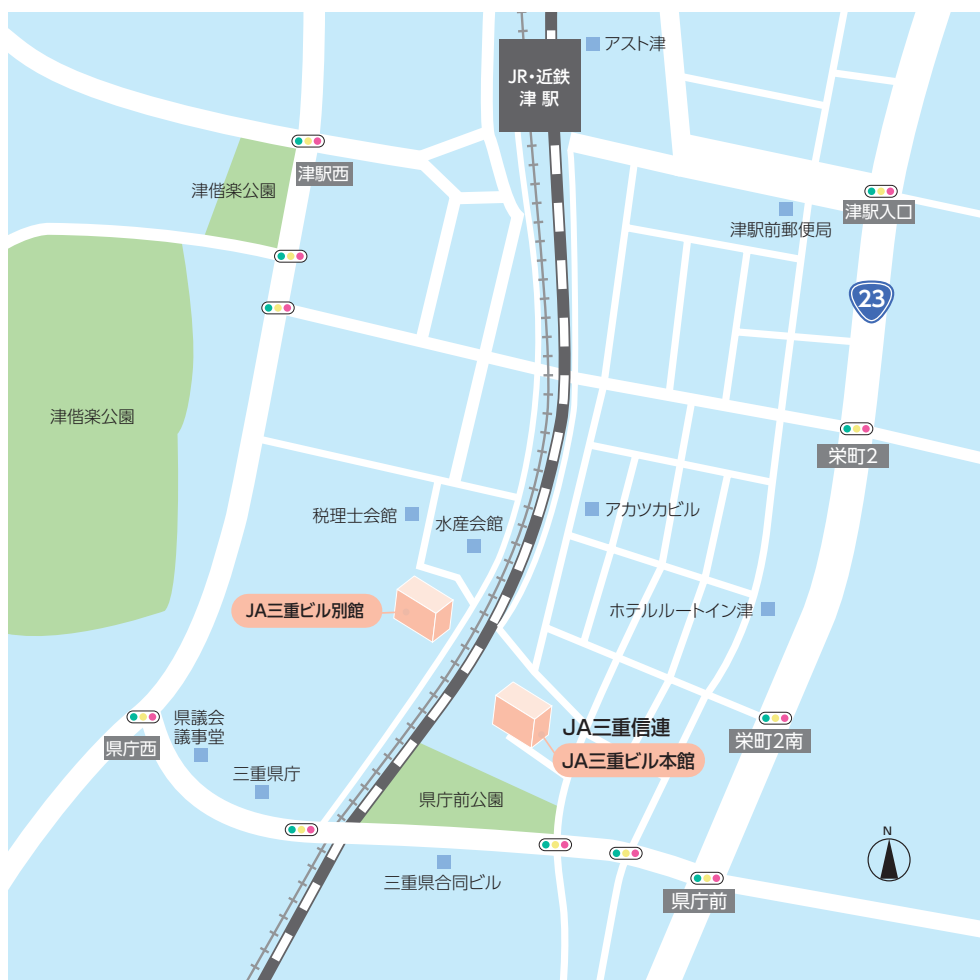 アスト津
JR・近鉄
津 駅
津駅西
津偕楽公園
津駅入口
津駅前郵便局
23
津偕楽公園
栄町2
税理士会館
水産会館
アカツカビル
JA三重ビル別館
ホテルルートイン津
県議会
議事堂
県庁西
JA三重信連
JA三重ビル本館
栄町2南
三重県庁
県庁前公園
N
三重県合同ビル
県庁前